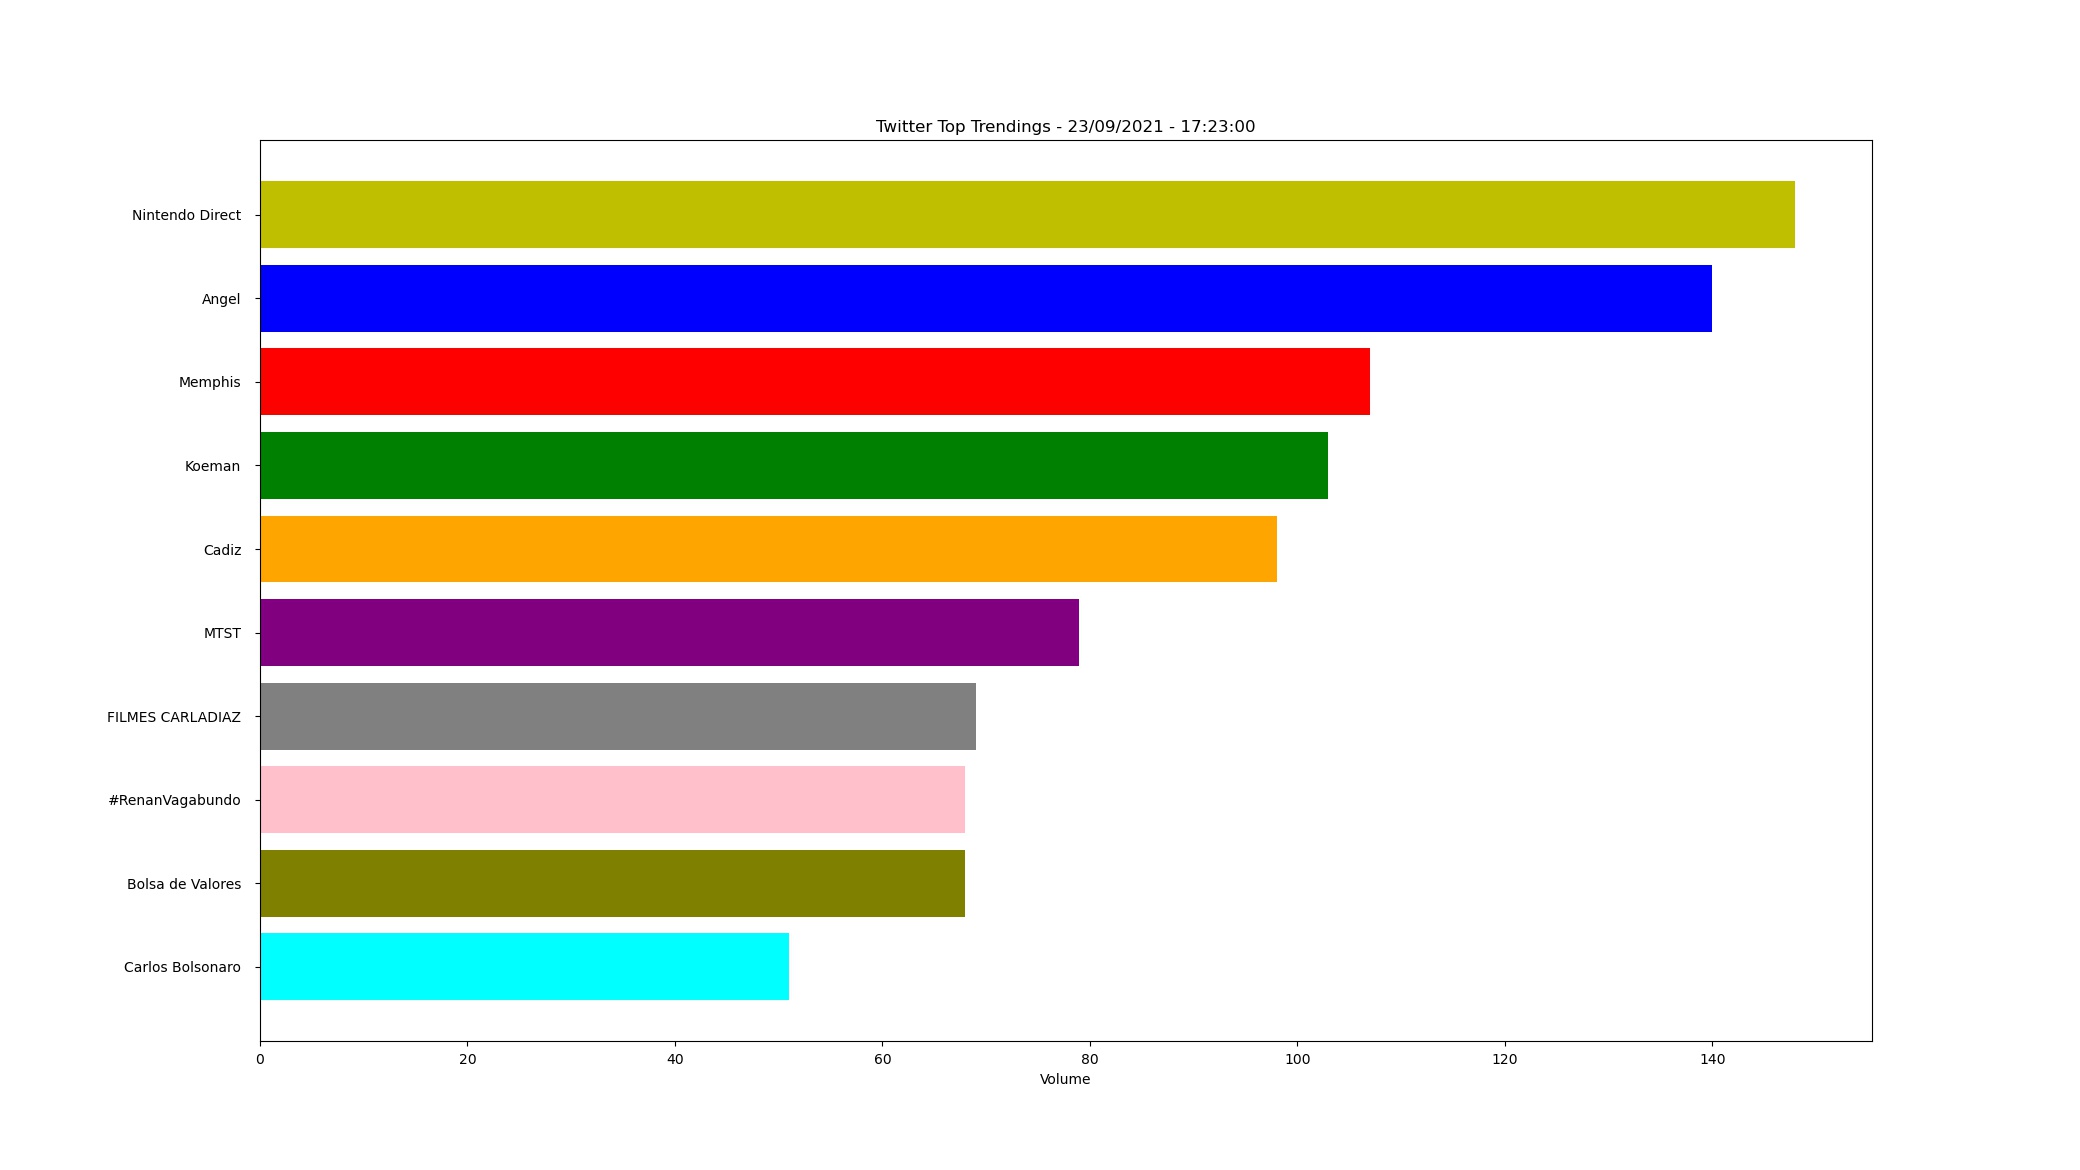 Twitter Top Trendings - 23/09/2021 - 17:23:00
Nintendo Direct
Angel
Memphis
Koeman
Cadiz
MTST
FILMES CARLADIAZ
#RenanVagabundo
Bolsa de Valores
Carlos Bolsonaro
0 20 40 60 80 100 120 140
Volume